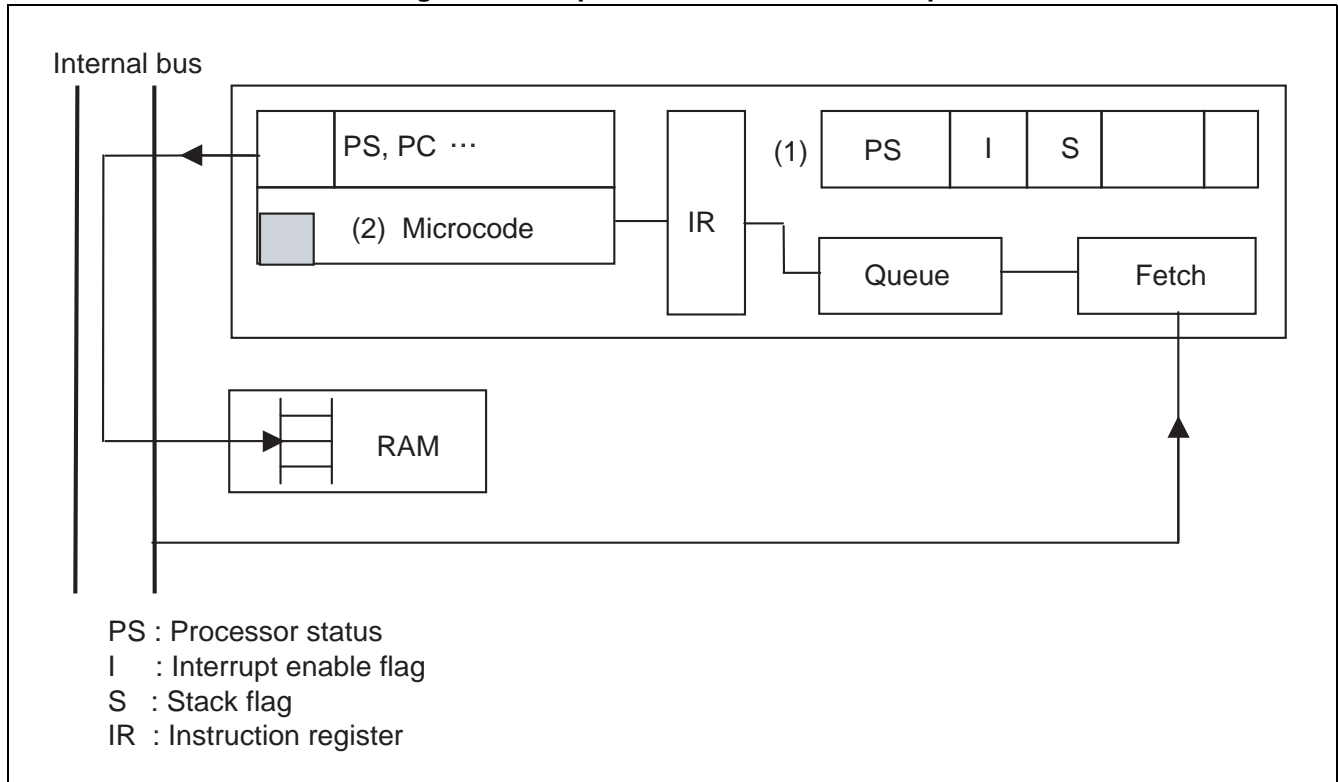 Internal bus
PS, PC ···
(2) Microcode
IR
(1)
PS
I
S
Queue
Fetch
RAM
PS : Processor status
I : Interrupt enable flag
S : Stack flag
IR : Instruction register